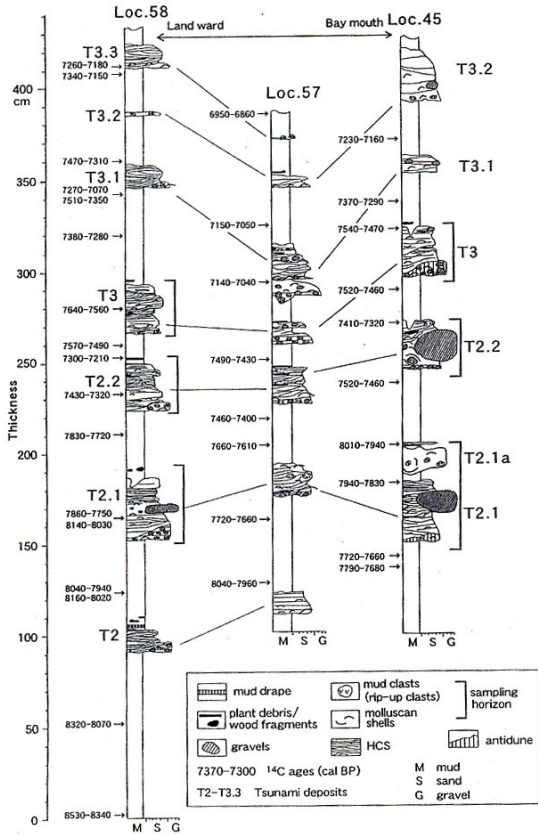 Loc.58
Land ward
Bay mouth
Loc.45
Loc.57
Thickness
400
cm
350
300
250
200
150
100
50
0
T3.3
7260-7180
7340-7150
T3.2
7470-7310
T3.1
7270-7070
7510-7350
7380-7280
T3
7640-7560
7570-7490
7300-7210
T2.2
7430-7320
7830-7720
T2.1
7860-7750
8140-8030
8040-7940
8160-8020
T2
8320-8070
8530-8340
M S G
6950-6860
7150-7050
7140-7040
7490-7430
7460-7400
7660-7610
7720-7660
8040-7960
M S G
T3.2
7230-7160
T3.1
7370-7290
7540-7470
T3
7520-7460
7410-7320
T2.2
7520-7460
8010-7940
T2.1a
7940-7830
T2.1
7720-7660
7790-7680
M S G
mud drape
mud clasts
(rip-up clasts)
sampling
horizon
plant debris/
wood fragments
molluscan
shells
gravels
HCS
antidune
7370-7300 14C ages (cal BP)
T2-T3.3 Tsunami deposits
M mud
S sand
G gravel